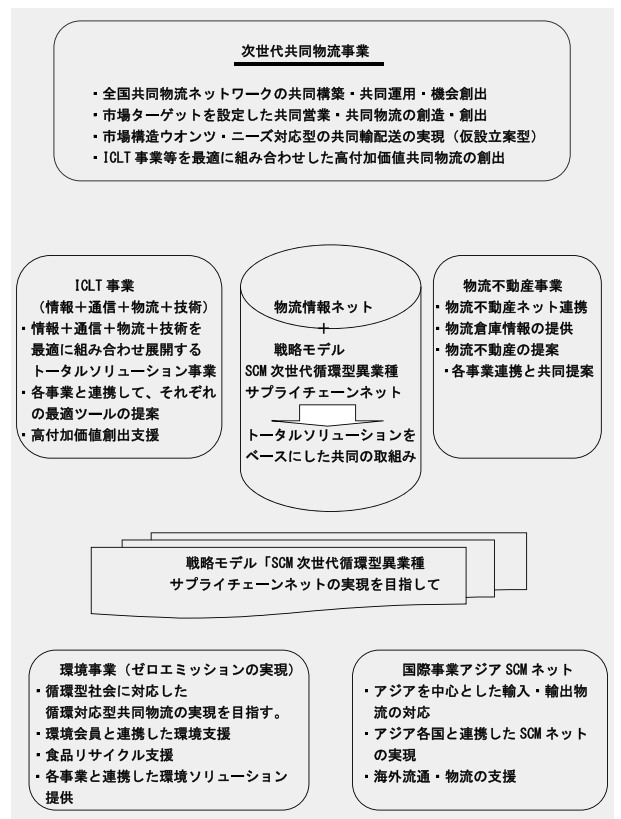 次世代共同物流事業
・全国共同物流ネットワークの共同構築・共同運用・機会創出
・市場ターゲットを設定した共同営業・共同物流の創造・創出
・市場構造ウオンツ・ニーズ対応型の共同輸配送の実現（仮設立案型）
・ICLT事業等を最適に組み合わせした高付加価値共同物流の創出
ICLT事業
（情報＋通信＋物流＋技術）
・情報＋通信＋物流＋技術を
最適に組み合わせ展開する
トータルソリューション事業
・各事業と連携して、それぞれ
の最適ツールの提案
・高付加価値創出支援
物流情報ネット
＋
戦略モデル
SCM次世代循環型異業種
サプライチェーンネット
トータルソリューションを
ベースにした共同の取組み
物流不動産事業
・物流不動産ネット連携
・物流倉庫情報の提供
・物流不動産の提案
・各事業連携と共同提案
戦略モデル「SCM次世代循環型異業種
サプライチェーンネットの実現を目指して
環境事業（ゼロエミッションの実現）
・循環型社会に対応した
循環対応型共同物流の実現を目指す。
・環境会員と連携した環境支援
・食品リサイクル支援
・各事業と連携した環境ソリューション
提供
国際事業アジアSCMネット
・アジアを中心とした輸入・輸出物
流の対応
・アジア各国と連携したSCMネット
の実現
・海外流通・物流の支援